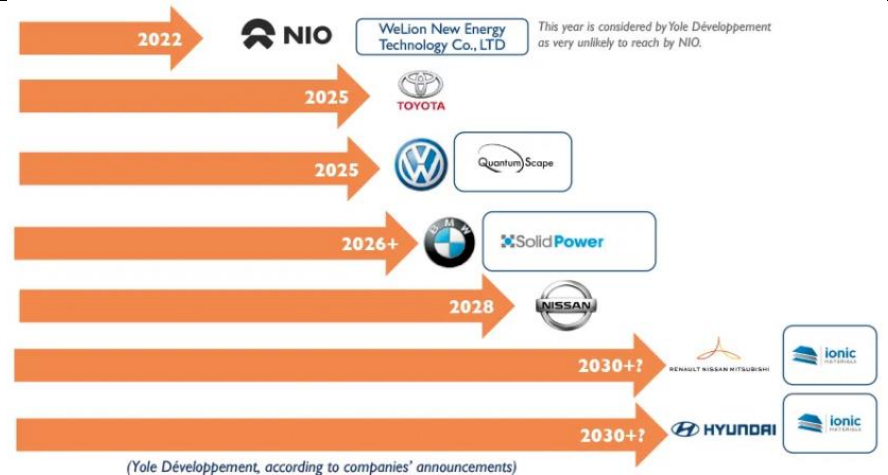 2022
NIO
WeLion New Energy
Technology Co., LTD
This year is considered by Yole Développement
as very unlikely to reach by NIO.
2025
TOYOTA
2025
VW
QuantumScape
2026+
BMW
SolidPower
2028
NISSAN
2030+?
RENAULT NISSAN MITSUBISHI
ionic
MATERIALS
2030+?
HYUNDAI
ionic
MATERIALS
(Yole Développement, according to companies' announcements)